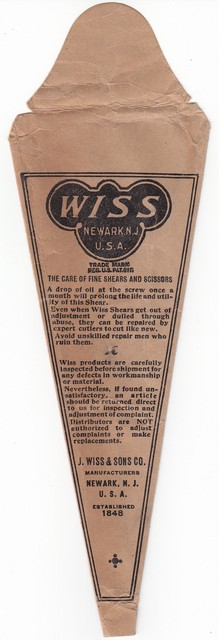 WISS
NEWARK, N.J.
U.S.A.
TRADE MARK
REG. U.S. PAT. OFF.
THE CARE OF FINE SHEARS AND SCISSORS
A drop of oil at the screw once a
month will prolong the life and util-
ity of this Shear.
Even when Wiss Shears get out of
adjustment or dulled through
abuse, they can be repaired by
expert cutlers to cut like new.
Avoid unskilled repair men who
ruin them.
Wiss products are carefully
inspected before shipment for
any defects in workmanship
or material.
Nevertheless, if found un-
satisfactory, an article
should be returned direct
to us for inspection and
adjustment of complaint.
Distributors are NOT
authorized to adjust
complaints or make
replacements.
J. WISS & SONS CO.
MANUFACTURERS
NEWARK, N. J.
U. S. A.
ESTABLISHED
1848